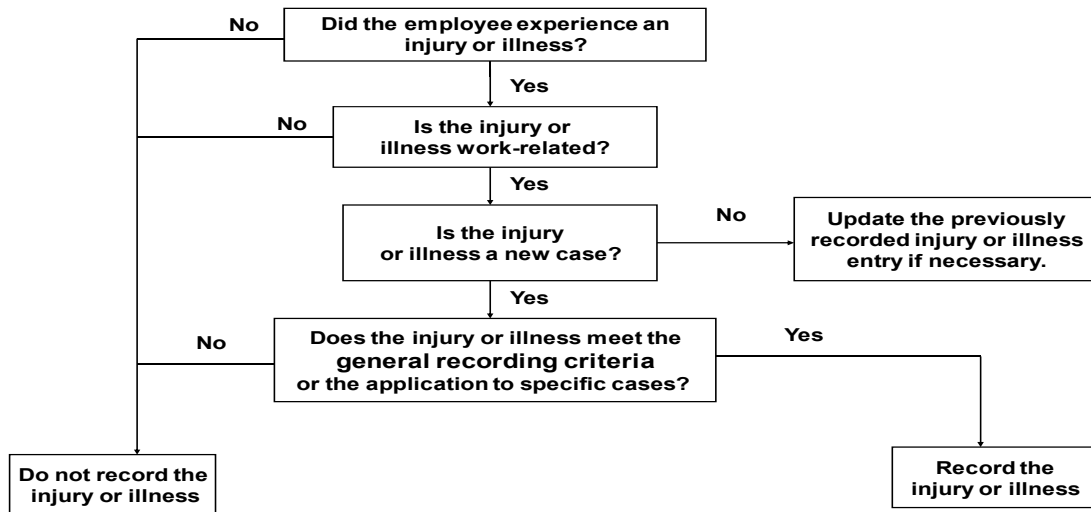 No
Did the employee experience an
injury or illness?
Yes
No
Is the injury or
illness work-related?
Yes
Is the injury
or illness a new case?
No
Update the previously
recorded injury or illness
entry if necessary.
Yes
No
Does the injury or illness meet the
general recording criteria
or the application to specific cases?
Yes
Do not record the
injury or illness
Record the
injury or illness